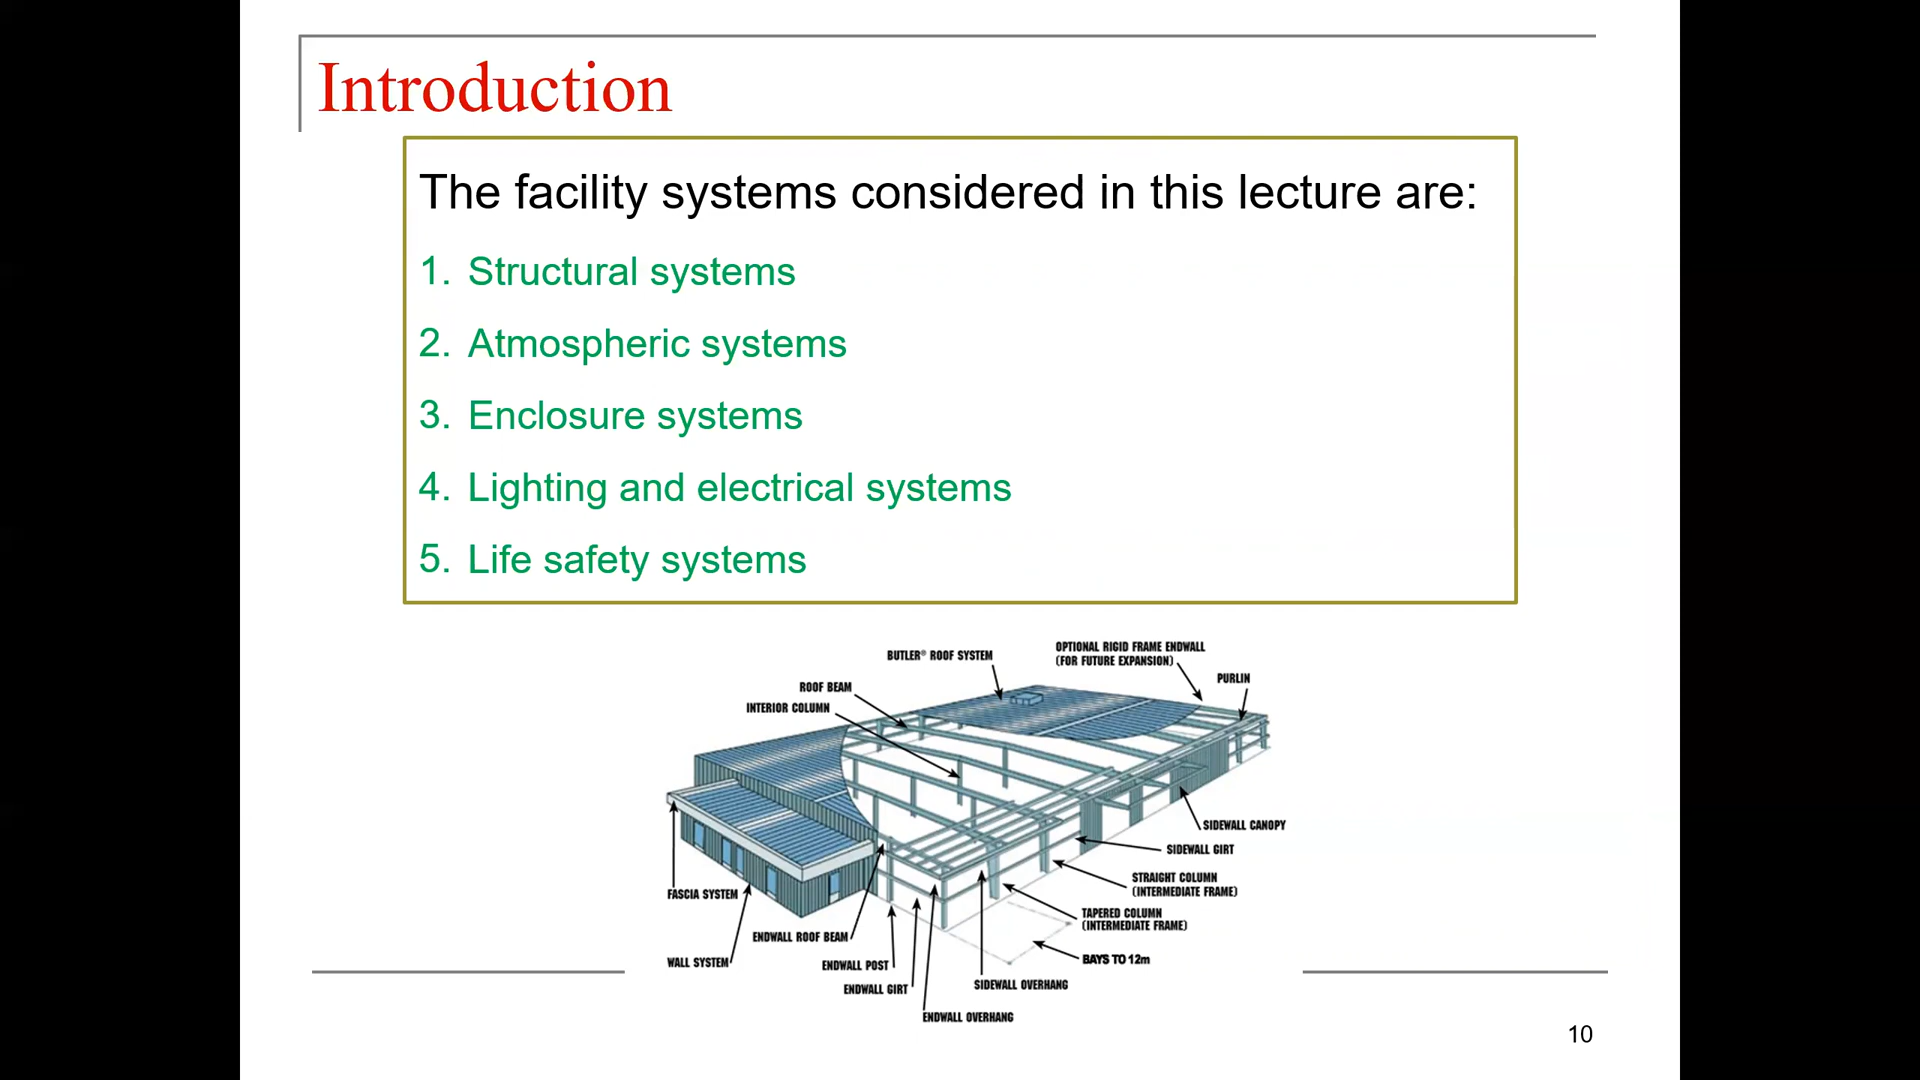 Introduction
The facility systems considered in this lecture are:
1. Structural systems
2. Atmospheric systems
3. Enclosure systems
4. Lighting and electrical systems
5. Life safety systems
BUTLER® ROOF SYSTEM
OPTIONAL RIGID FRAME ENDWALL
(FOR FUTURE EXPANSION)
PURLIN
ROOF BEAM
INTERIOR COLUMN
SIDEWALL CANOPY
SIDEWALL GIRT
STRAIGHT COLUMN
(INTERMEDIATE FRAME)
FASCIA SYSTEM
TAPERED COLUMN
(INTERMEDIATE FRAME)
ENDWALL ROOF BEAM
BAYS TO 12m
WALL SYSTEM
ENDWALL POST
SIDEWALL OVERHANG
ENDWALL GIRT
ENDWALL OVERHANG
10